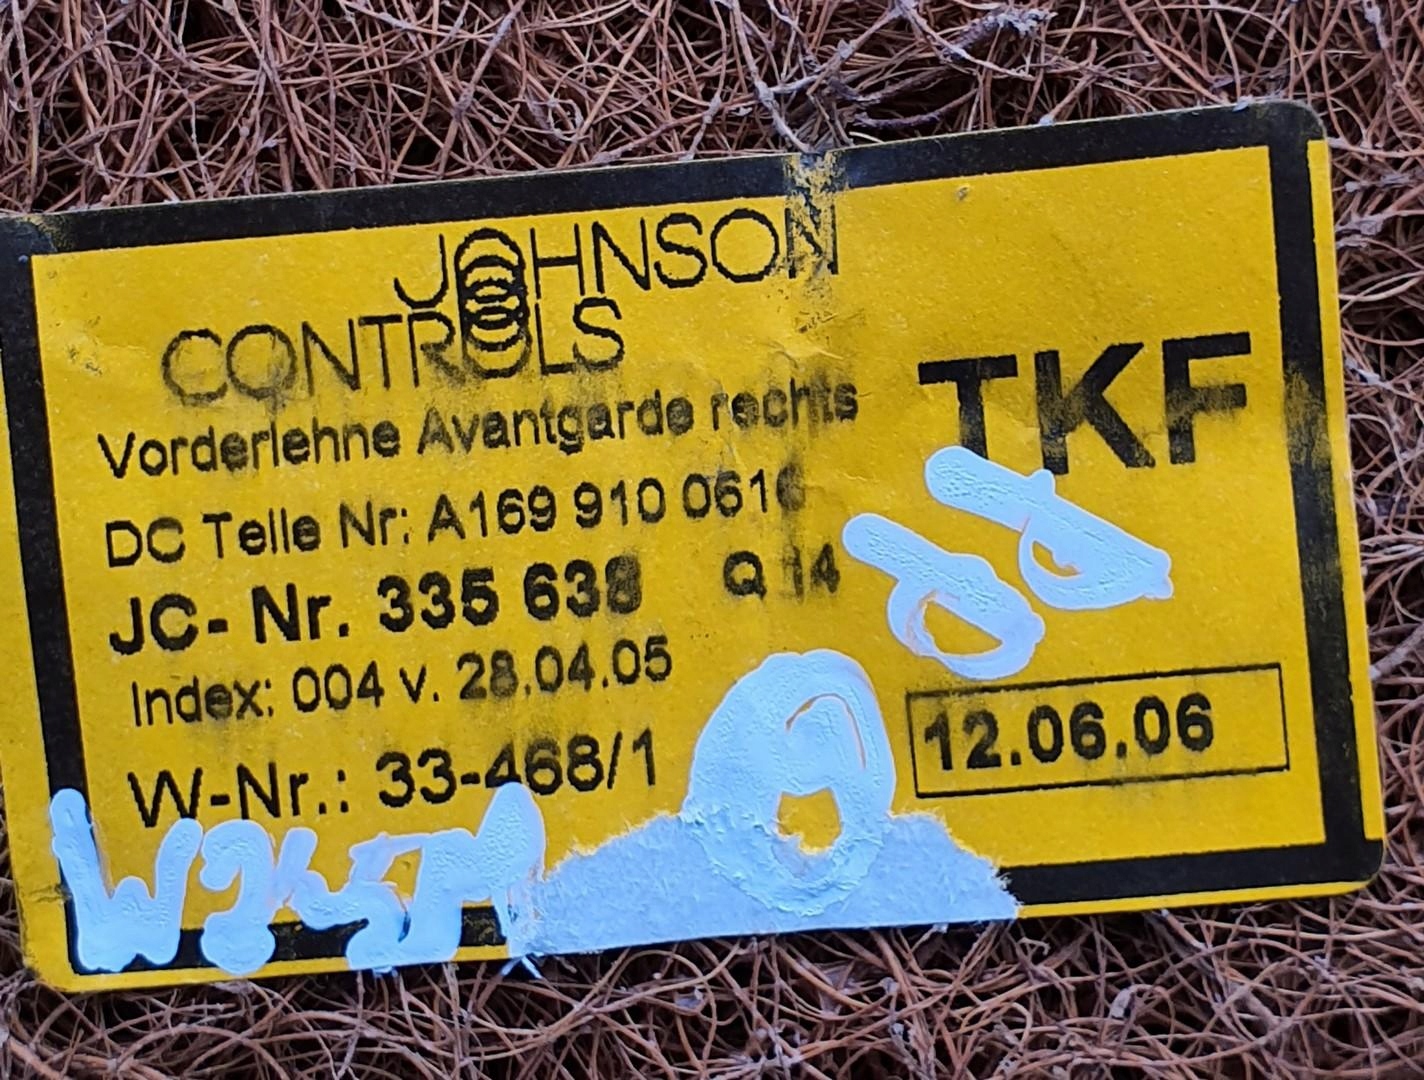 JOHNSON
CONTROLS
TKF
Vorderlehne Avantgarde rechts
DC Teile Nr: A169 910 0616
JC- Nr. 335 638 Q 14
Index: 004 v. 28.04.05
12.06.06
W-Nr.: 33-468/1